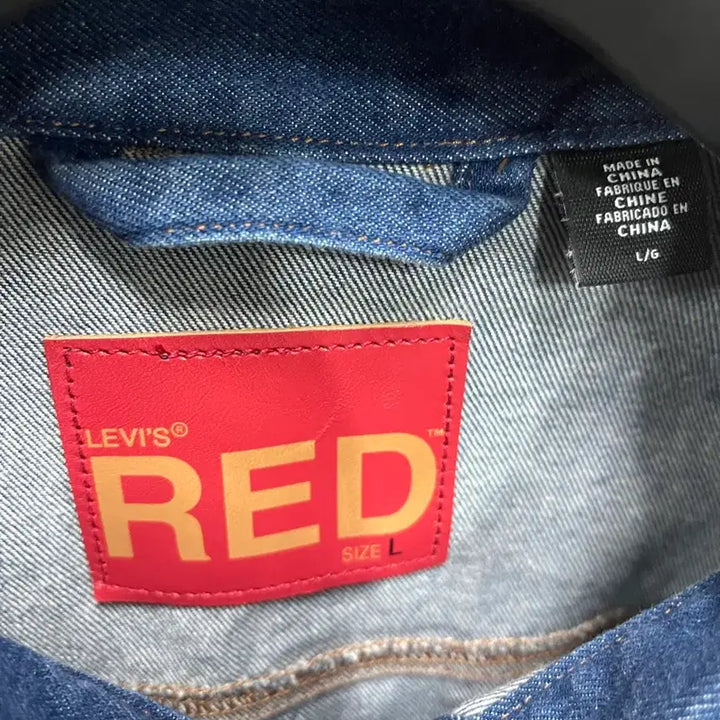 MADE IN
CHINA
FABRIQUE EN
CHINE
FABRICADO EN
CHINA
L/G
LEVI'S®
RED™
SIZE L